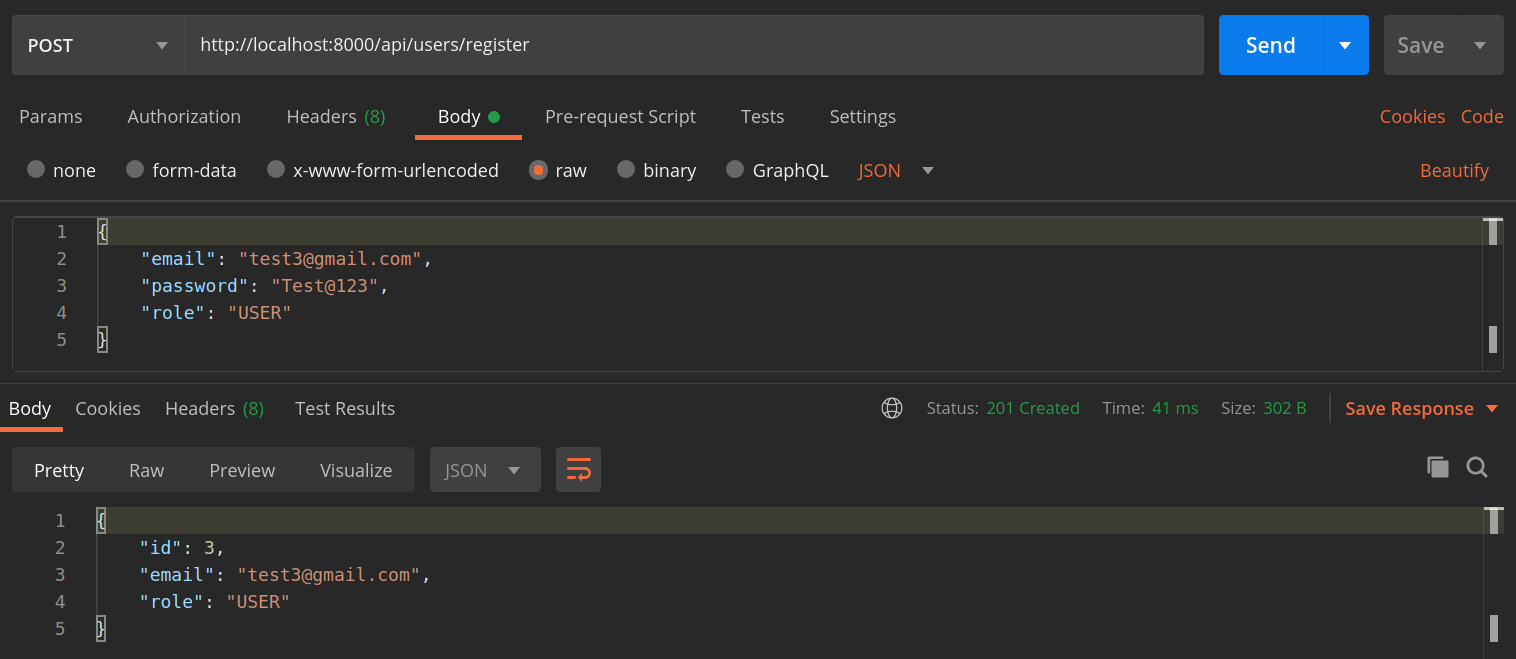 POST http://localhost:8000/api/users/register Send Save
Params Authorization Headers (8) Body Pre-request Script Tests Settings Cookies Code
none form-data x-www-form-urlencoded raw binary GraphQL JSON Beautify
1 {
2 "email": "test3@gmail.com",
3 "password": "Test@123",
4 "role": "USER"
5 }
Body Cookies Headers (8) Test Results Status: 201 Created Time: 41 ms Size: 302 B Save Response
Pretty Raw Preview Visualize JSON
1 {
2 "id": 3,
3 "email": "test3@gmail.com",
4 "role": "USER"
5 }